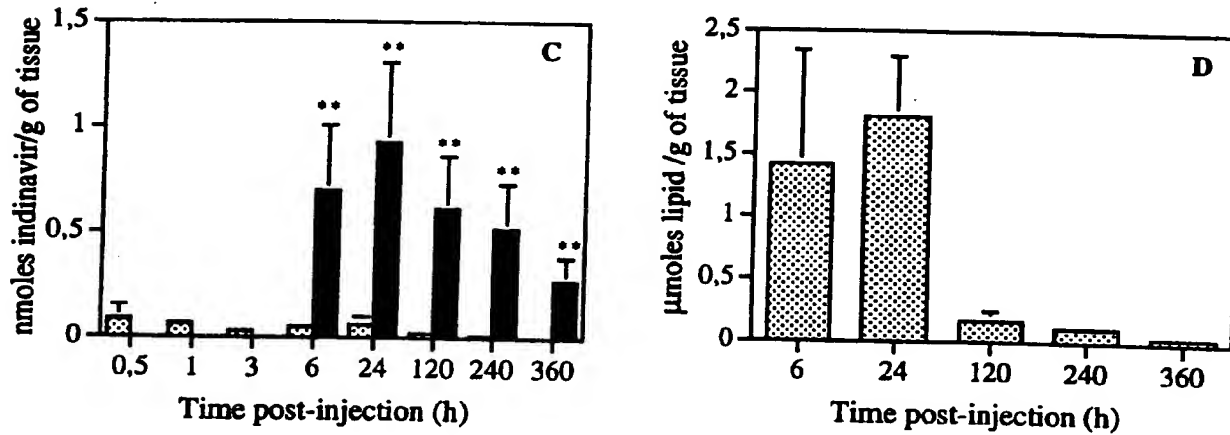 C
nmoles indinavir/g of tissue
1,5
1
0,5
0
**
**
**
**
**
0,5 1 3 6 24 120 240 360
Time post-injection (h)
D
µmoles lipid /g of tissue
2,5
2
1,5
1
0,5
0
6 24 120 240 360
Time post-injection (h)